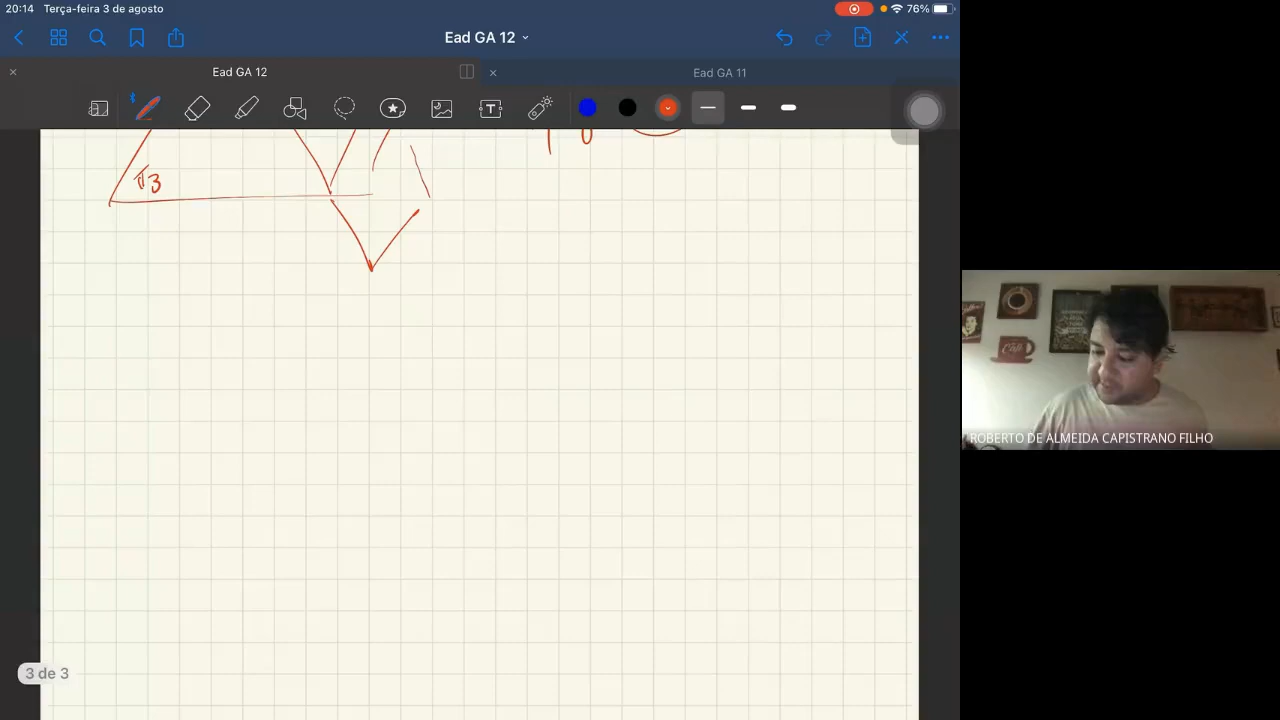 20:14 Terça-feira 3 de agosto 76%
Ead GA 12
Ead GA 12 Ead GA 11
π3
3 de 3
ROBERTO DE ALMEIDA CAPISTRANO FILHO